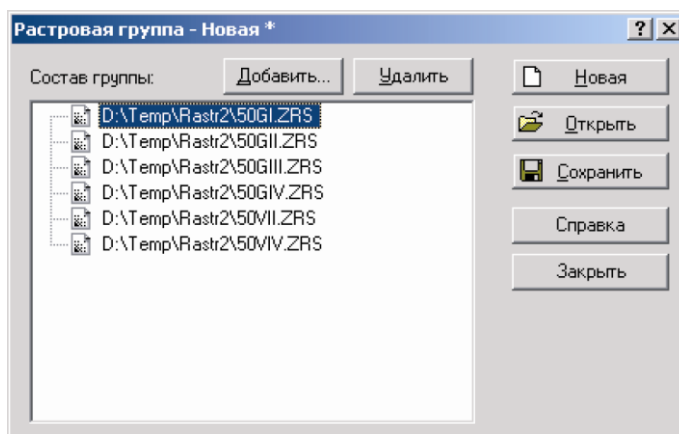 Растровая группа - Новая *
Состав группы:
Добавить...
Удалить
Новая
D:\Temp\Rastr2\50GI.ZRS
D:\Temp\Rastr2\50GII.ZRS
D:\Temp\Rastr2\50GIII.ZRS
D:\Temp\Rastr2\50GIV.ZRS
D:\Temp\Rastr2\50VII.ZRS
D:\Temp\Rastr2\50VIV.ZRS
Открыть
Сохранить
Справка
Закрыть